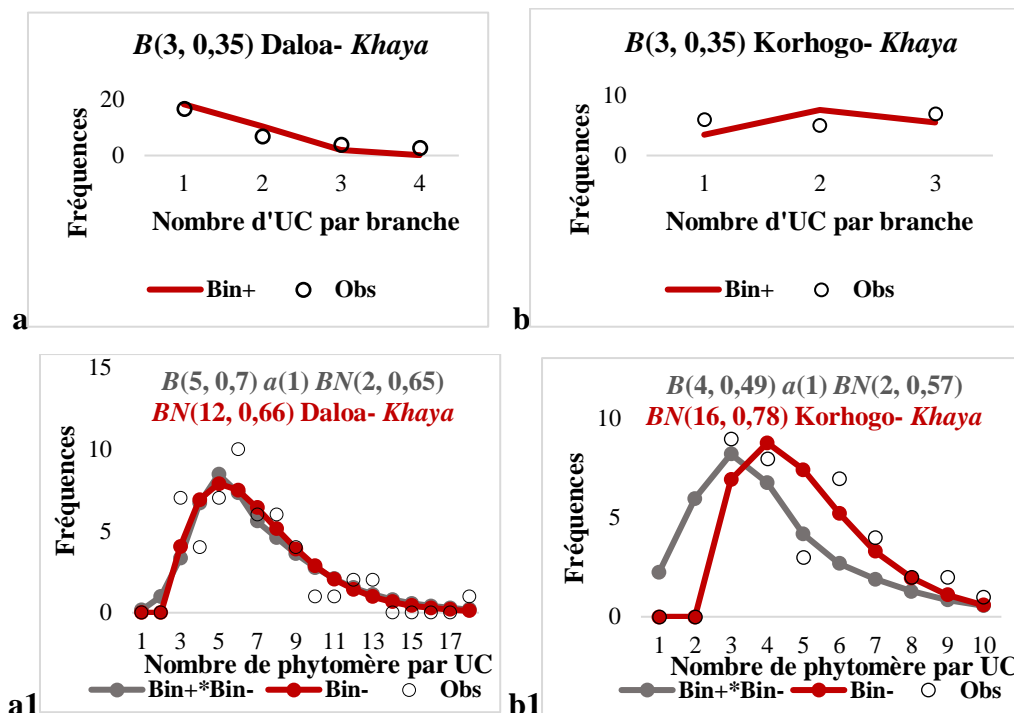 B(3, 0,35) Daloa- Khaya
Fréquences
20
0
1 2 3 4
Nombre d'UC par branche
Bin+ Obs
a
B(3, 0,35) Korhogo- Khaya
Fréquences
10
0
1 2 3
Nombre d'UC par branche
Bin+ Obs
b
15
B(5, 0,7) a(1) BN(2, 0,65)
BN(12, 0,66) Daloa- Khaya
Fréquences
10
5
0
1 3 5 7 9 11 13 15 17
Nombre de phytomère par UC
Bin+*Bin- Bin- Obs
a1
B(4, 0,49) a(1) BN(2, 0,57)
BN(16, 0,78) Korhogo- Khaya
Fréquences
10
5
0
1 2 3 4 5 6 7 8 9 10
Nombre de phytomère par UC
Bin+*Bin- Bin- Obs
b1